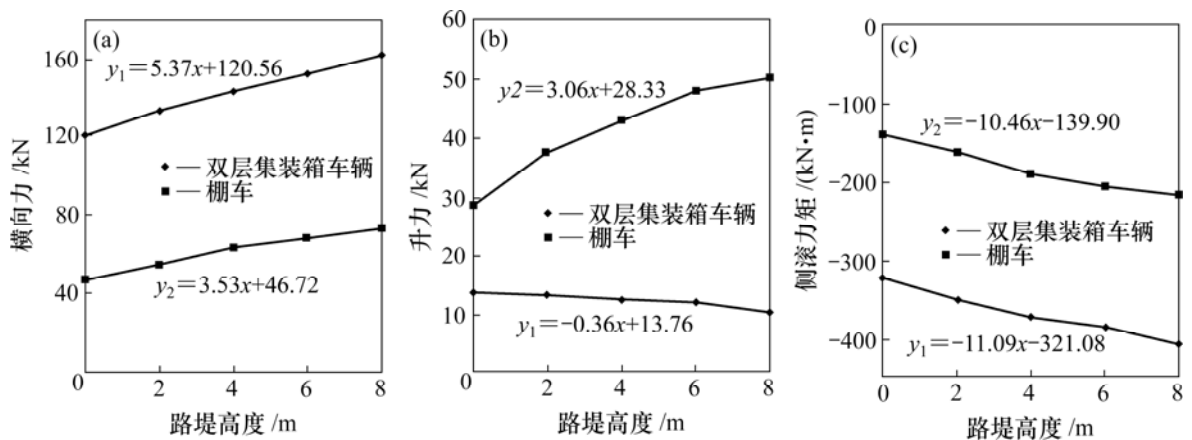 (a)
160
120
80
40
0
横向力 /kN
y₁＝5.37x+120.56
双层集装箱车辆
棚车
y₂＝3.53x+46.72
0 2 4 6 8
路堤高度 /m
(b)
60
50
40
30
20
10
0
升力 /kN
y2＝3.06x+28.33
双层集装箱车辆
棚车
y₁＝−0.36x+13.76
0 2 4 6 8
路堤高度 /m
(c)
0
−100
−200
−300
−400
侧滚力矩 /(kN•m)
y₂＝−10.46x−139.90
双层集装箱车辆
棚车
y₁＝−11.09x−321.08
0 2 4 6 8
路堤高度 /m